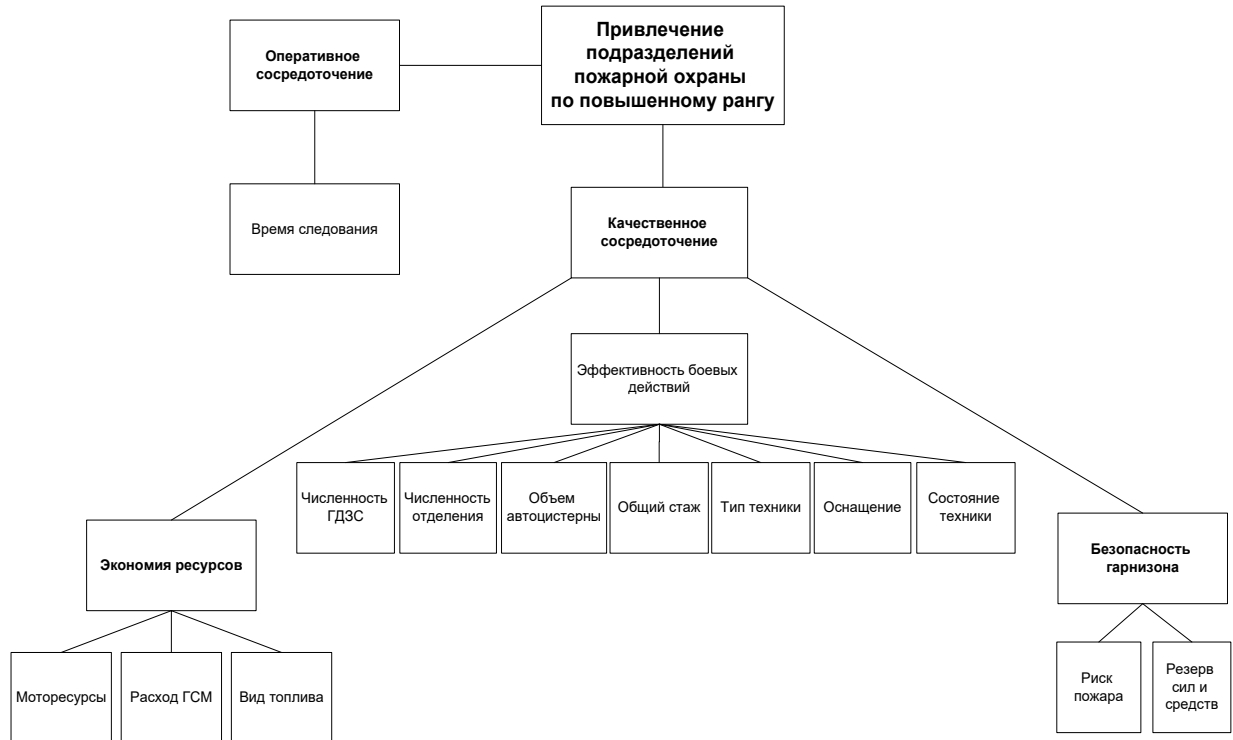 Привлечение
подразделений
пожарной охраны
по повышенному рангу
Оперативное
сосредоточение
Время следования
Качественное
сосредоточение
Эффективность боевых
действий
Численность
ГДЗС
Численность
отделения
Объем
автоцистерны
Общий стаж
Тип техники
Оснащение
Состояние
техники
Экономия ресурсов
Безопасность
гарнизона
Моторесурсы
Расход ГСМ
Вид топлива
Риск
пожара
Резерв
сил и
средств